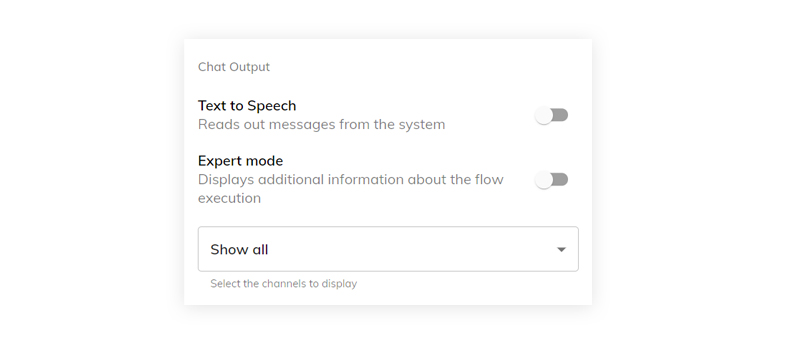 Chat Output
Text to Speech
Reads out messages from the system
Expert mode
Displays additional information about the flow
execution
Show all
Select the channels to display